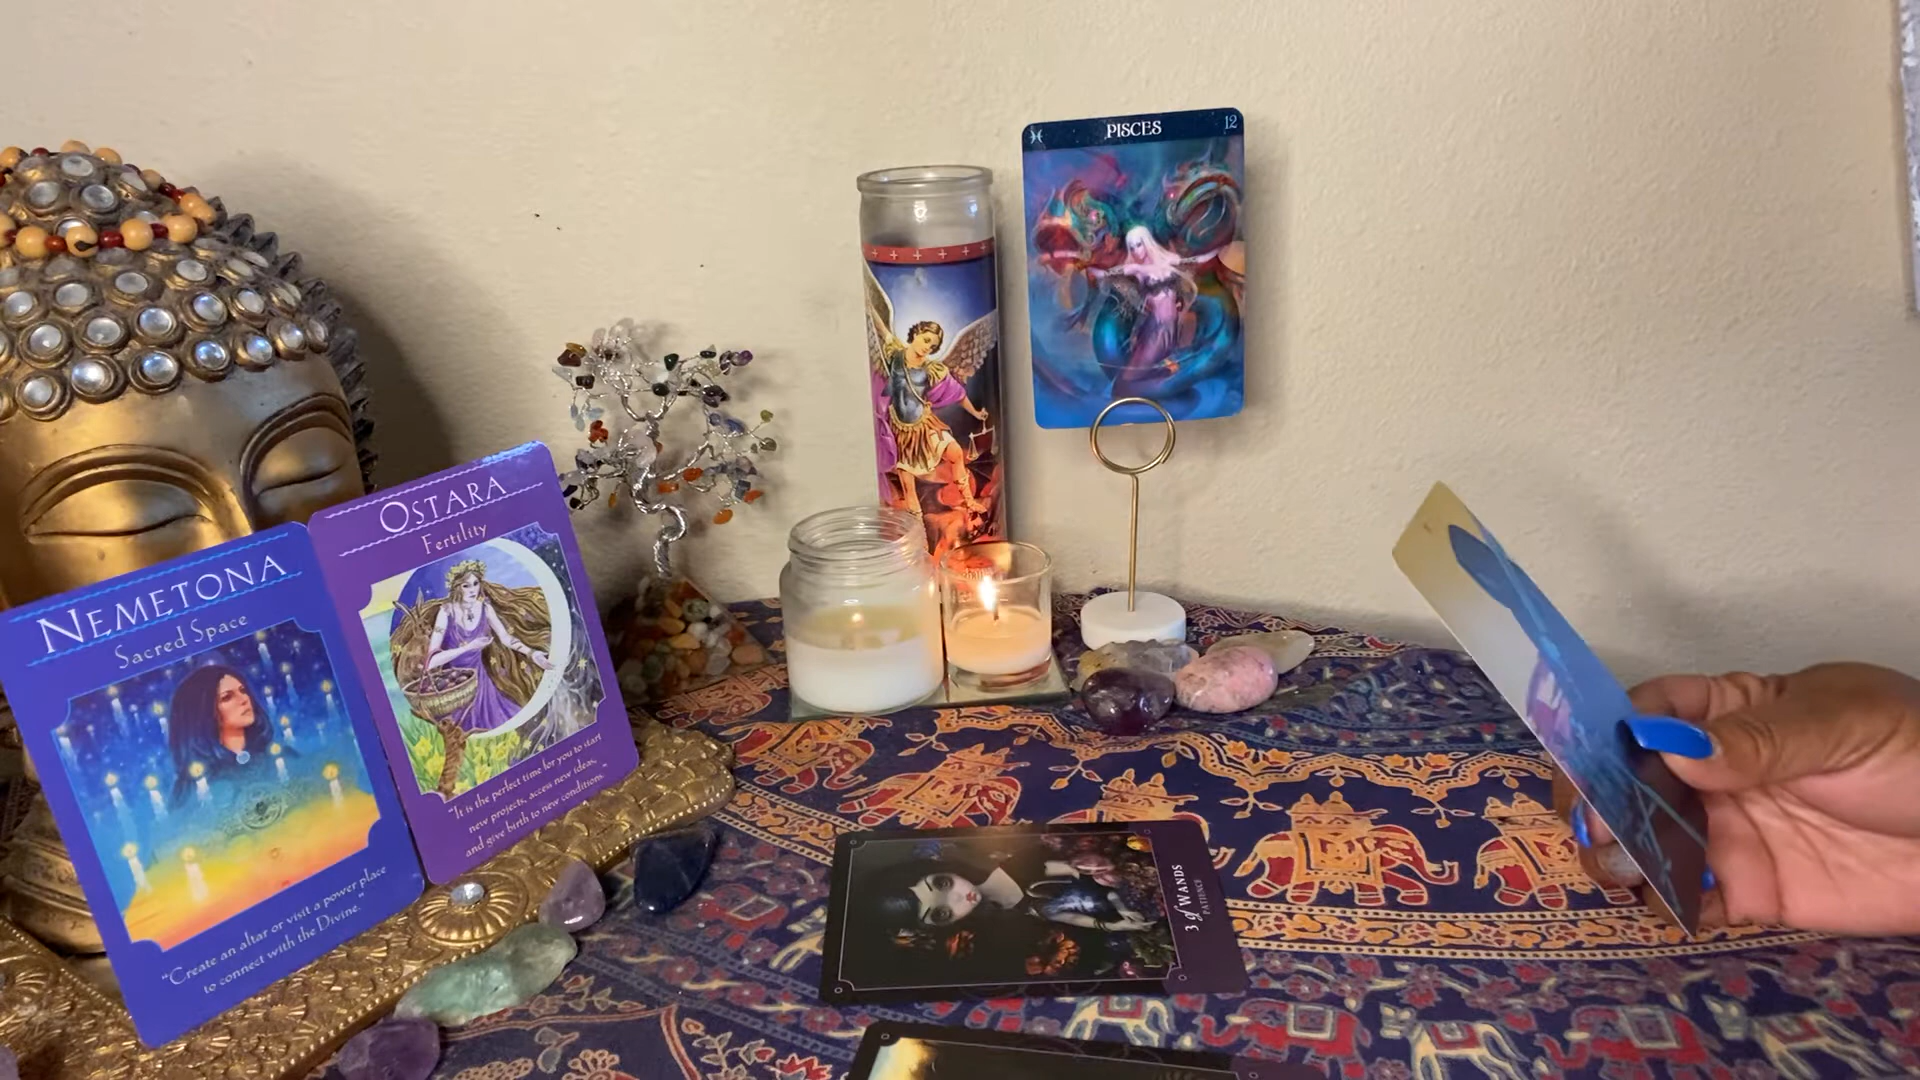 PISCES
12
NEMETONA
Sacred Space
"Create an altar or visit a power place
to connect with the Divine."
OSTARA
Fertility
"It is the perfect time for you to start
new projects, access new ideas,
and give birth to new conditions."
3 of WANDS
PATIENCE